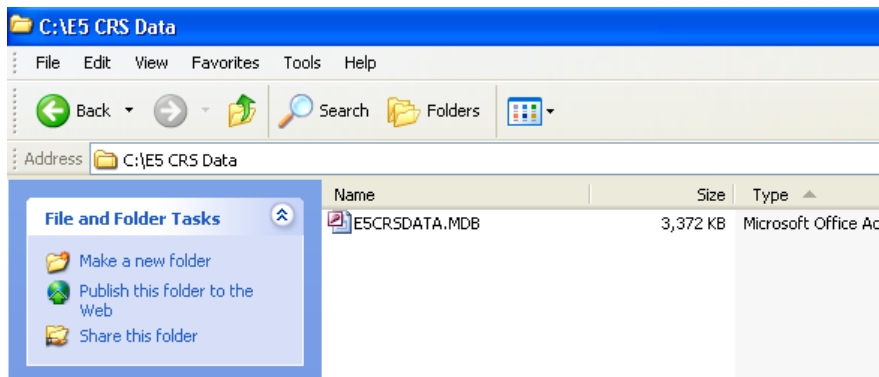 C:\E5 CRS Data
File Edit View Favorites Tools Help
Back Search Folders
Address C:\E5 CRS Data
Name Size Type
File and Folder Tasks
E5CRSDATA.MDB 3,372 KB Microsoft Office Ac
Make a new folder
Publish this folder to the
Web
Share this folder